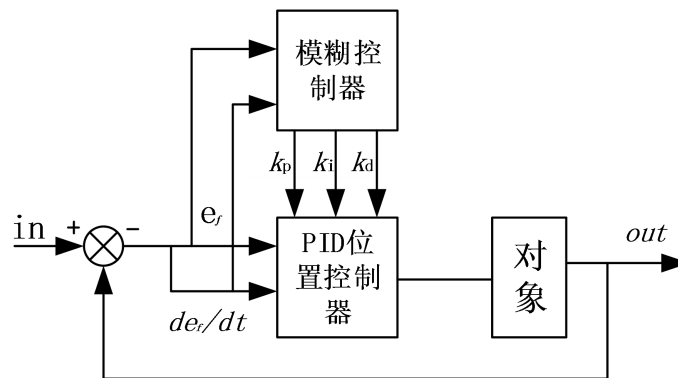 模糊控
制器
kp
ki
kd
in
+
−
ef
PID位
置控制
器
对
象
out
def/dt